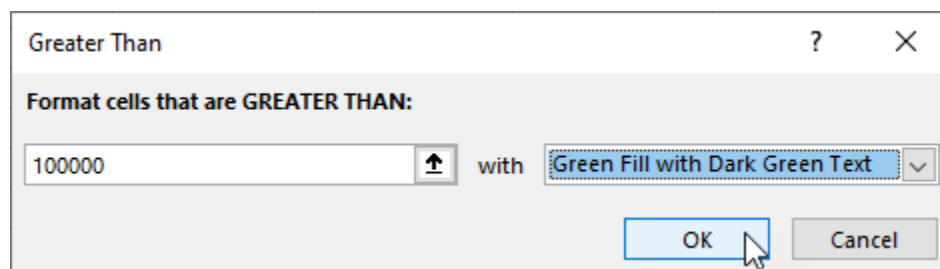 Greater Than ?
Format cells that are GREATER THAN:
100000 with Green Fill with Dark Green Text
OK Cancel